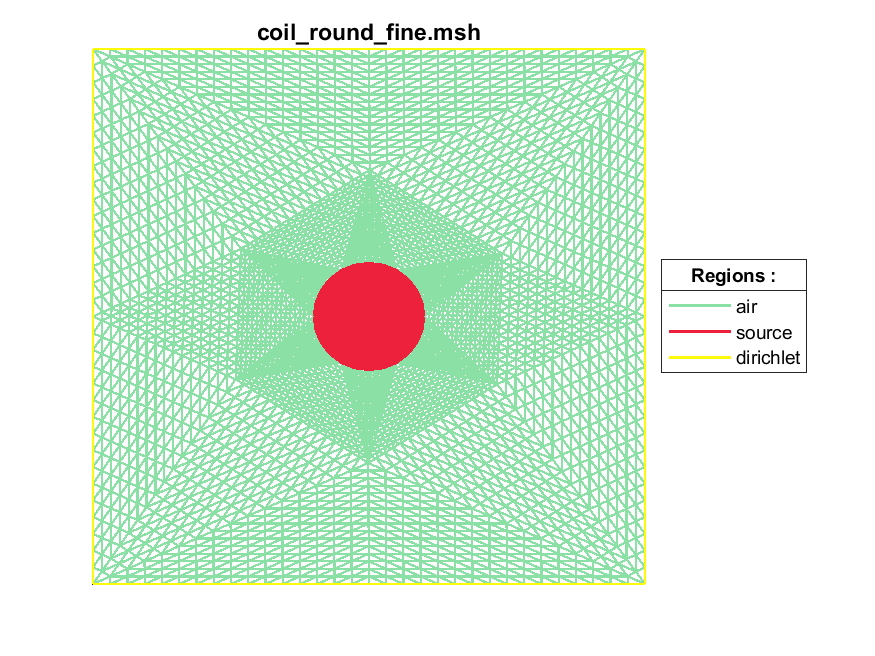 coil_round_fine.msh
Regions :
air
source
dirichlet